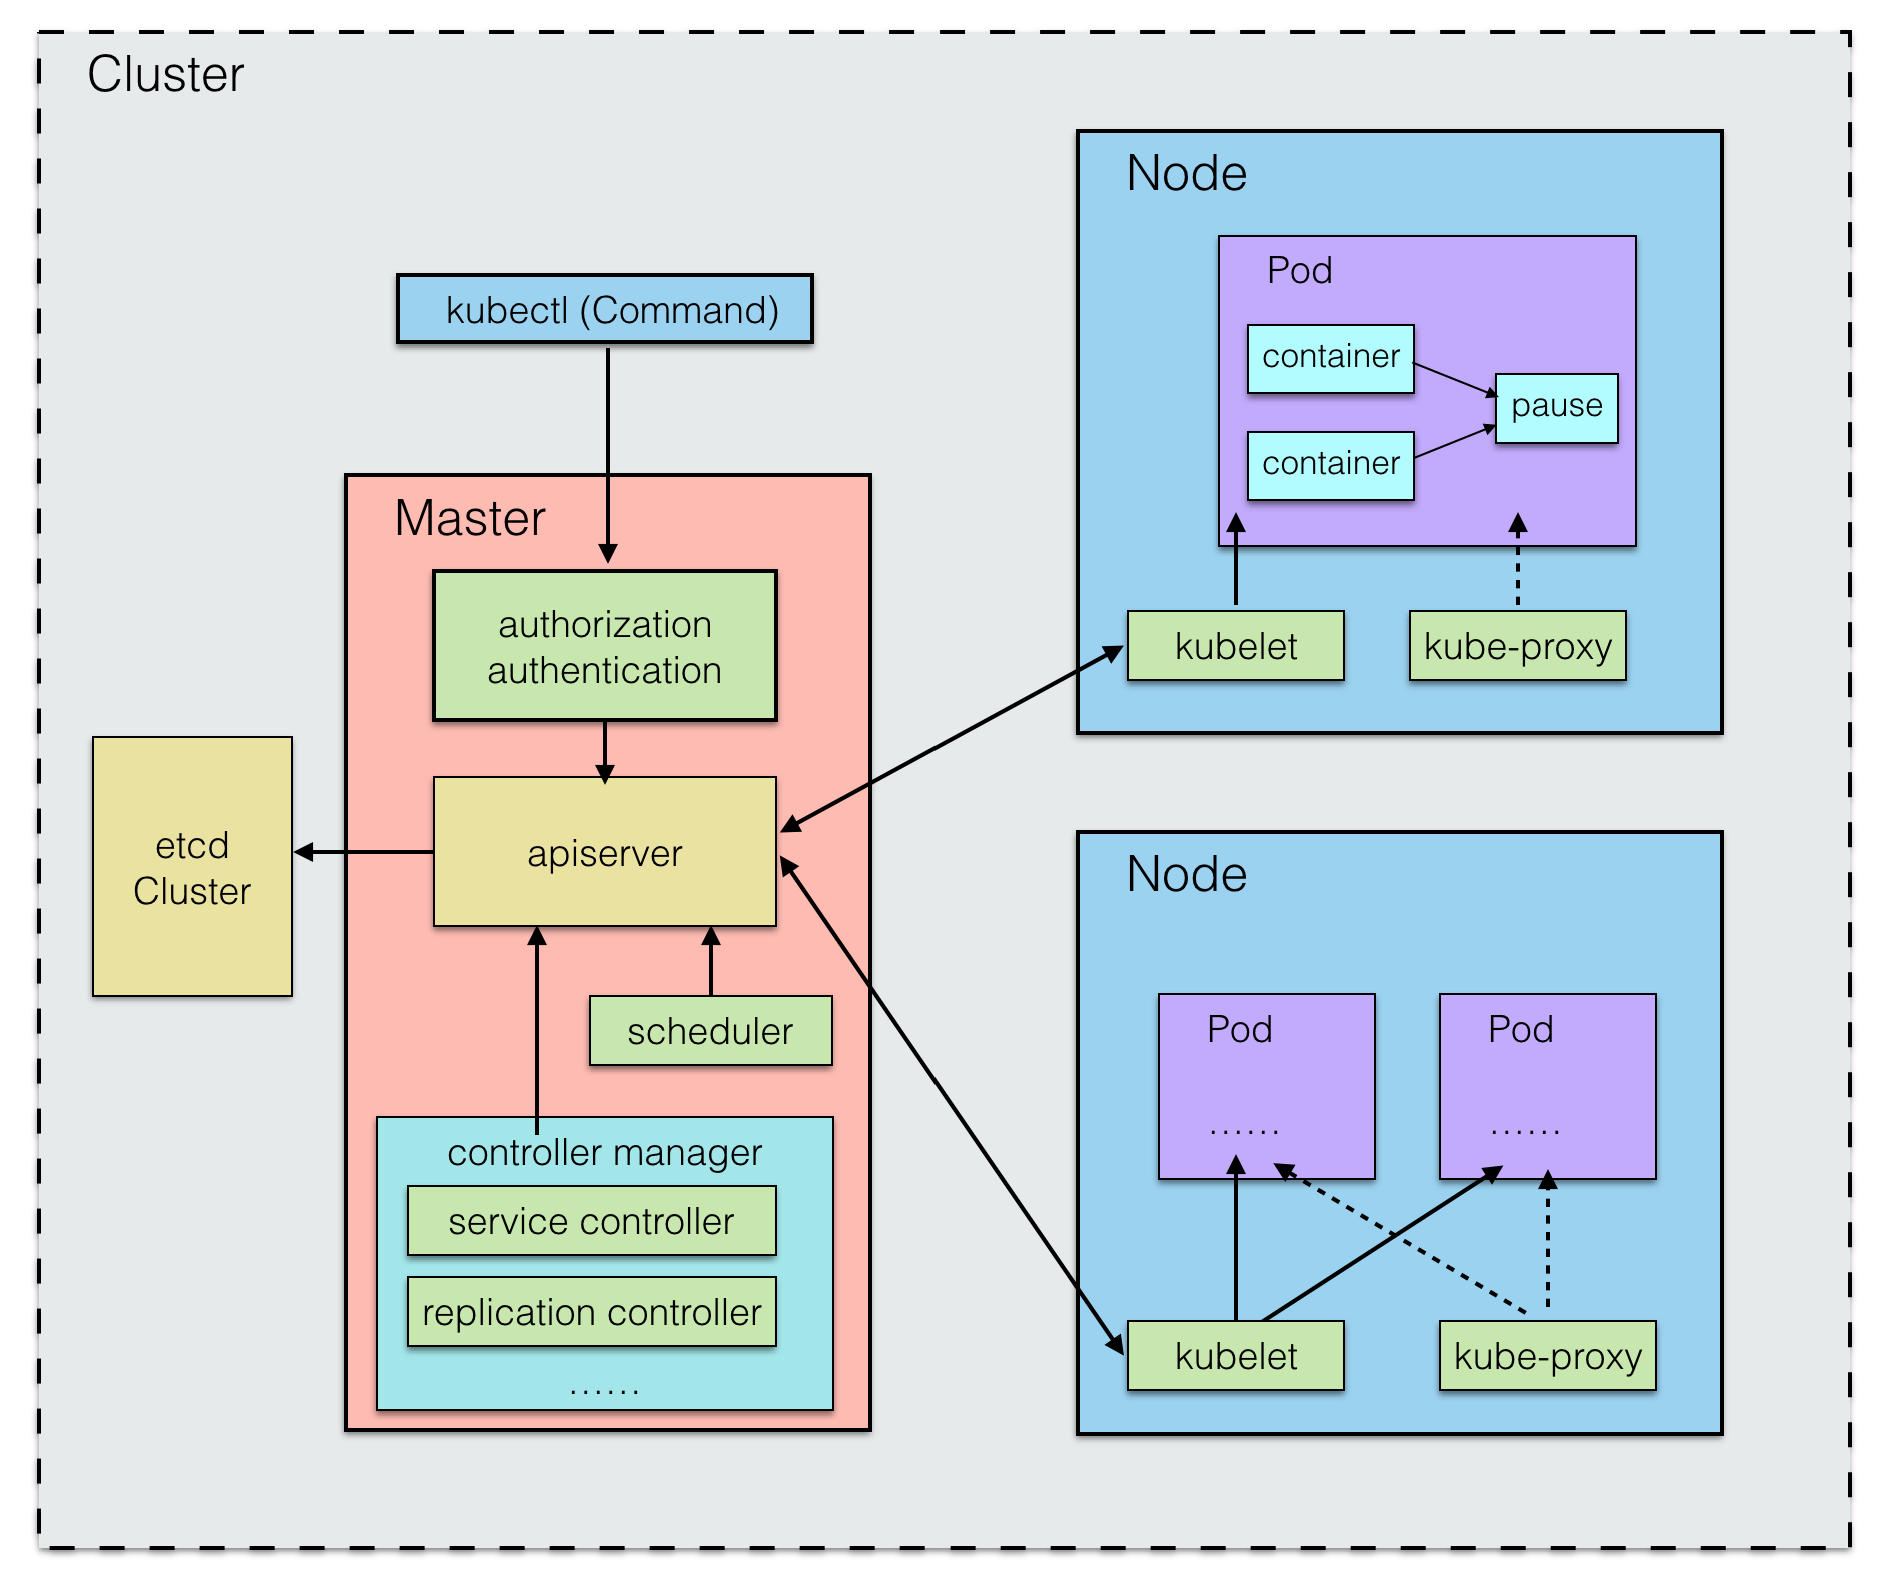 Cluster
kubectl (Command)
Master
authorization
authentication
apiserver
etcd
Cluster
scheduler
controller manager
service controller
replication controller
......
Node
Pod
container
container
pause
kubelet
kube-proxy
Node
Pod
......
Pod
......
kubelet
kube-proxy